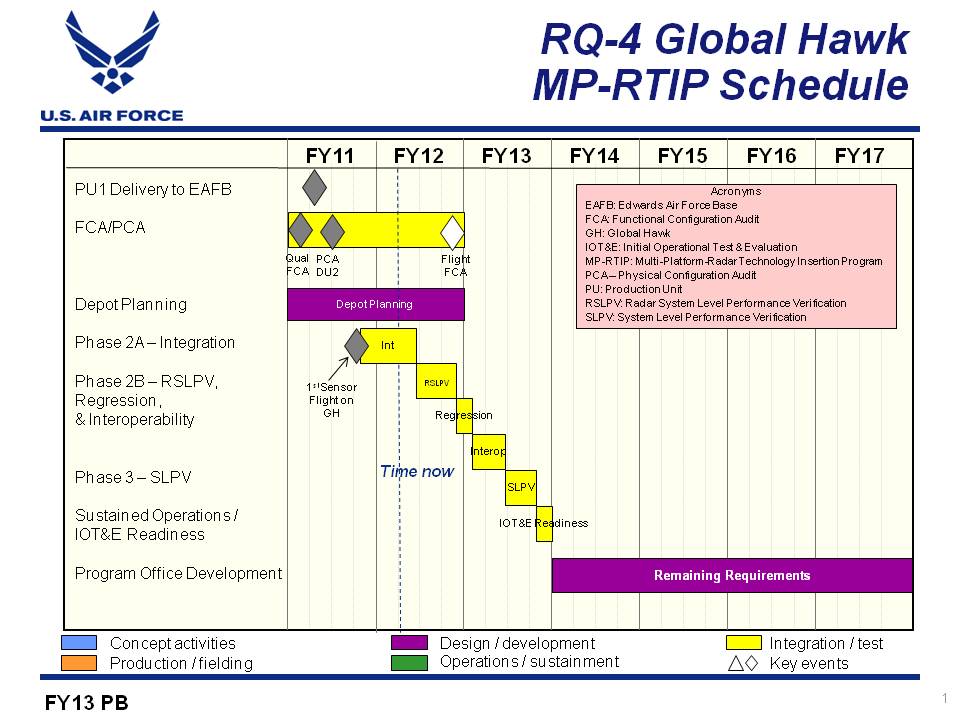 U.S. AIR FORCE
RQ-4 Global Hawk
MP-RTIP Schedule
FY11 FY12 FY13 FY14 FY15 FY16 FY17
PU1 Delivery to EAFB
FCA/PCA
Qual FCA
PCA DU2
Flight FCA
Acronyms
EAFB: Edwards Air Force Base
FCA: Functional Configuration Audit
GH: Global Hawk
IOT&E: Initial Operational Test & Evaluation
MP-RTIP: Multi-Platform-Radar Technology Insertion Program
PCA – Physical Configuration Audit
PU: Production Unit
RSLPV: Radar System Level Performance Verification
SLPV: System Level Performance Verification
Depot Planning
Depot Planning
Phase 2A – Integration
Int
1st Sensor
Flight on
GH
Phase 2B – RSLPV,
Regression,
& Interoperability
RSLPV
Regression
Interop
Time now
Phase 3 – SLPV
SLPV
Sustained Operations /
IOT&E Readiness
IOT&E Readiness
Program Office Development
Remaining Requirements
Concept activities
Design / development
Integration / test
Production / fielding
Operations / sustainment
Key events
FY13 PB
1